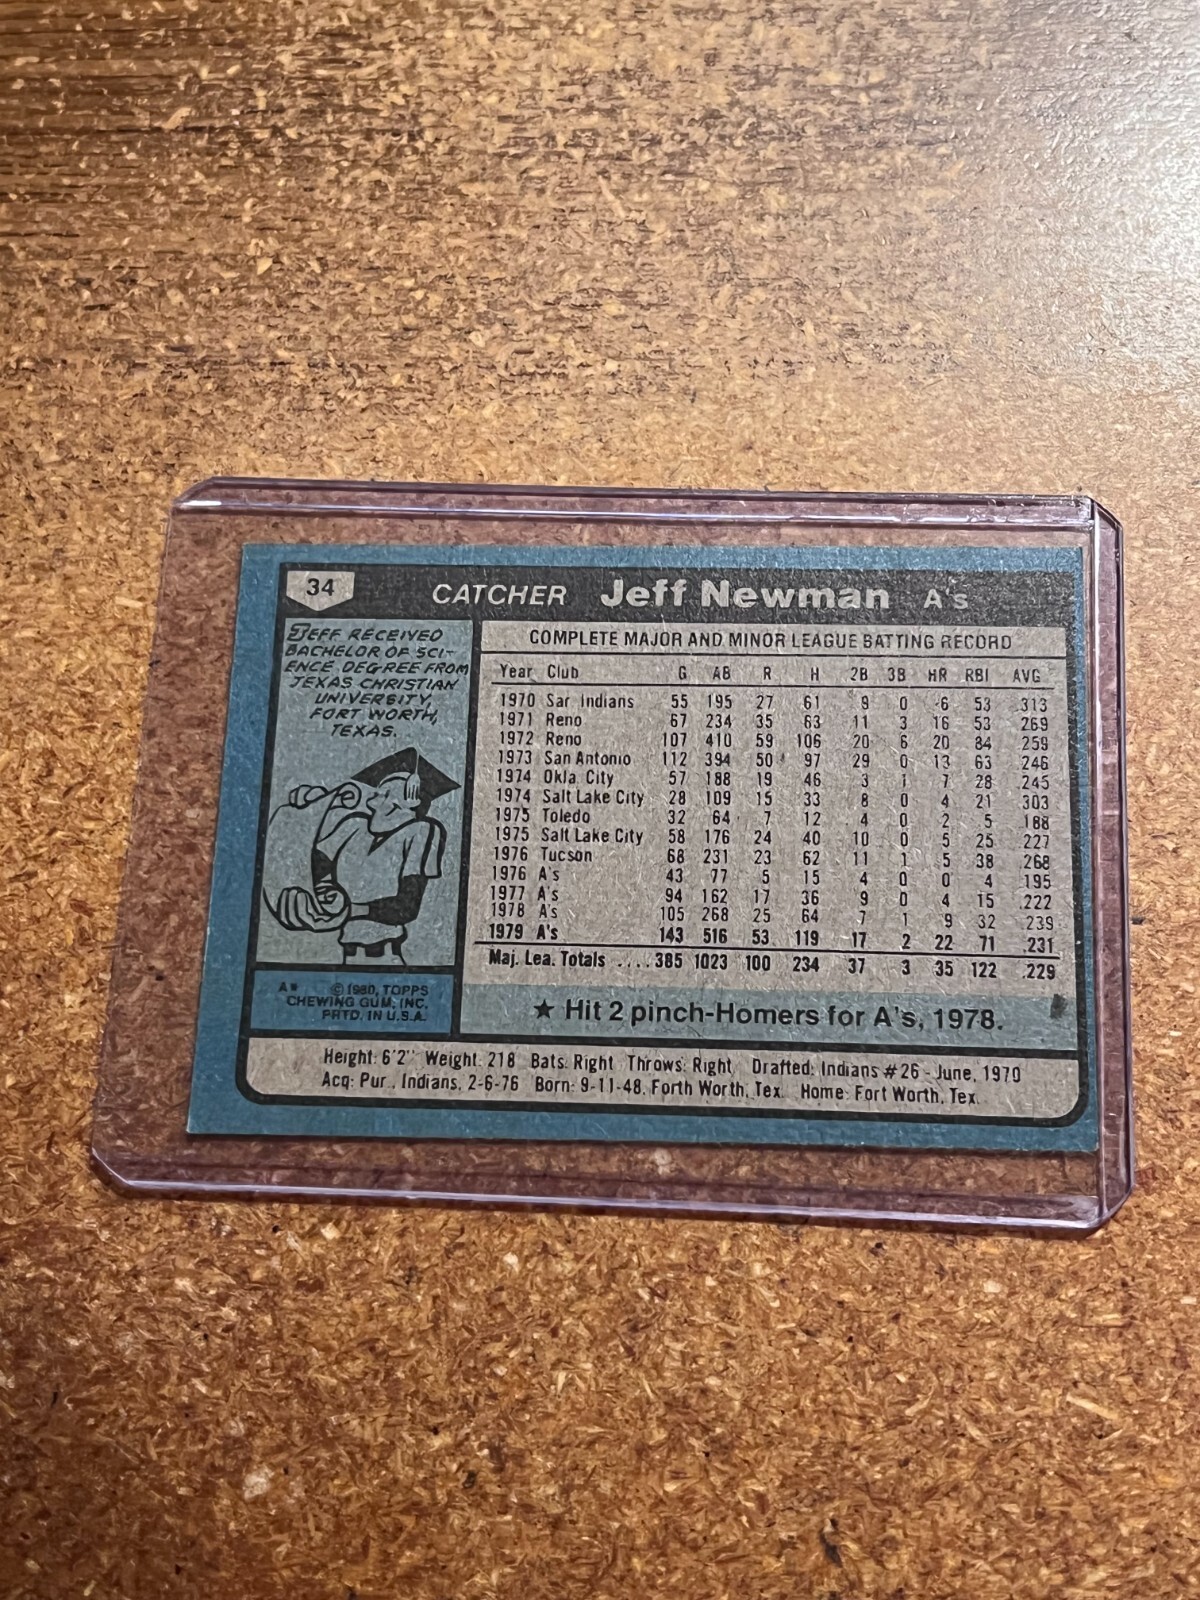 34 CATCHER Jeff Newman A's
JEFF RECEIVED
BACHELOR OF SCI-
ENCE DEGREE FROM
TEXAS CHRISTIAN
UNIVERSITY,
FORT WORTH,
TEXAS.
A* © 1980, TOPPS
CHEWING GUM, INC.
PRTD. IN U.S.A.
COMPLETE MAJOR AND MINOR LEAGUE BATTING RECORD
Year Club G AB R H 2B 3B HR RBI AVG
1970 Sar Indians 55 195 27 61 9 0 6 53 .313
1971 Reno 67 234 35 63 11 3 16 53 .269
1972 Reno 107 410 59 106 20 6 20 84 .259
1973 San Antonio 112 394 50 97 29 0 13 63 .246
1974 Okla. City 57 188 19 46 3 1 7 28 .245
1974 Salt Lake City 28 109 15 33 8 0 4 21 .303
1975 Toledo 32 64 7 12 4 0 2 5 .188
1975 Salt Lake City 58 176 24 40 10 0 5 25 .227
1976 Tucson 68 231 23 62 11 1 5 38 .268
1976 A's 43 77 5 15 4 0 0 4 .195
1977 A's 94 162 17 36 9 0 4 15 .222
1978 A's 105 268 25 64 7 1 9 32 .239
1979 A's 143 516 53 119 17 2 22 71 .231
Maj. Lea. Totals ....385 1023 100 234 37 3 35 122 .229
★ Hit 2 pinch-Homers for A's, 1978.
Height: 6'2" Weight: 218 Bats: Right Throws: Right Drafted: Indians #26 - June, 1970
Acq: Pur., Indians, 2-6-76 Born: 9-11-48, Forth Worth, Tex. Home: Fort Worth, Tex.